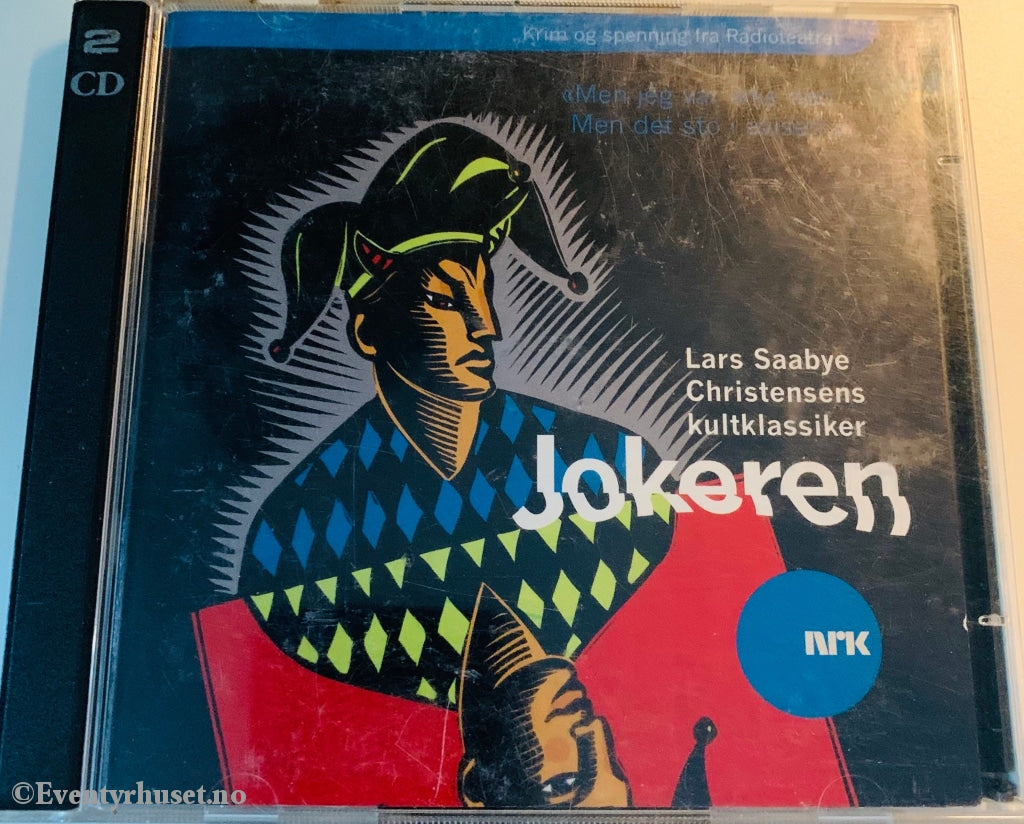 2
CD
Krim og spenning fra Radioteatret
«Men jeg var ikke
Men det sto i
Lars Saabye
Christensens
kultklassiker
Jokeren
NRK
©Eventyrhuset.no